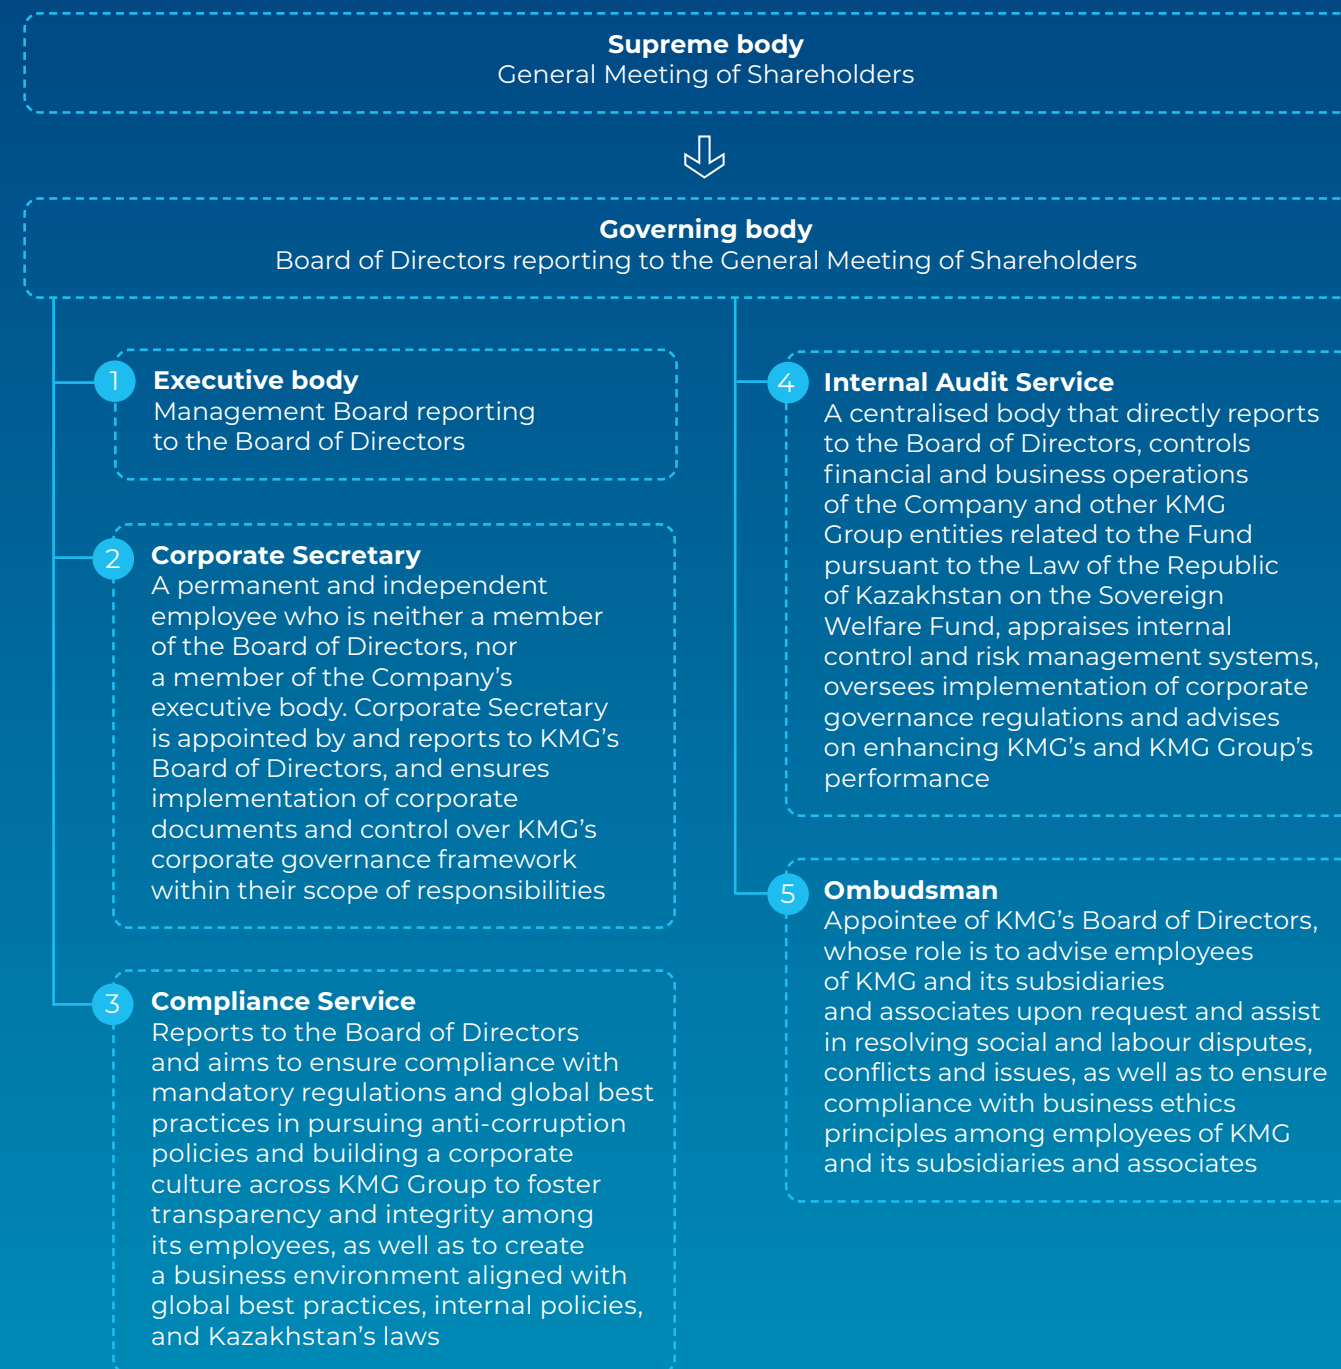 Supreme body
General Meeting of Shareholders
Governing body
Board of Directors reporting to the General Meeting of Shareholders
1
Executive body
Management Board reporting
to the Board of Directors
2
Corporate Secretary
A permanent and independent
employee who is neither a member
of the Board of Directors, nor
a member of the Company’s
executive body. Corporate Secretary
is appointed by and reports to KMG’s
Board of Directors, and ensures
implementation of corporate
documents and control over KMG’s
corporate governance framework
within their scope of responsibilities
3
Compliance Service
Reports to the Board of Directors
and aims to ensure compliance with
mandatory regulations and global best
practices in pursuing anti-corruption
policies and building a corporate
culture across KMG Group to foster
transparency and integrity among
its employees, as well as to create
a business environment aligned with
global best practices, internal policies,
and Kazakhstan’s laws
4
Internal Audit Service
A centralised body that directly reports
to the Board of Directors, controls
financial and business operations
of the Company and other KMG
Group entities related to the Fund
pursuant to the Law of the Republic
of Kazakhstan on the Sovereign
Welfare Fund, appraises internal
control and risk management systems,
oversees implementation of corporate
governance regulations and advises
on enhancing KMG’s and KMG Group’s
performance
5
Ombudsman
Appointee of KMG’s Board of Directors,
whose role is to advise employees
of KMG and its subsidiaries
and associates upon request and assist
in resolving social and labour disputes,
conflicts and issues, as well as to ensure
compliance with business ethics
principles among employees of KMG
and its subsidiaries and associates